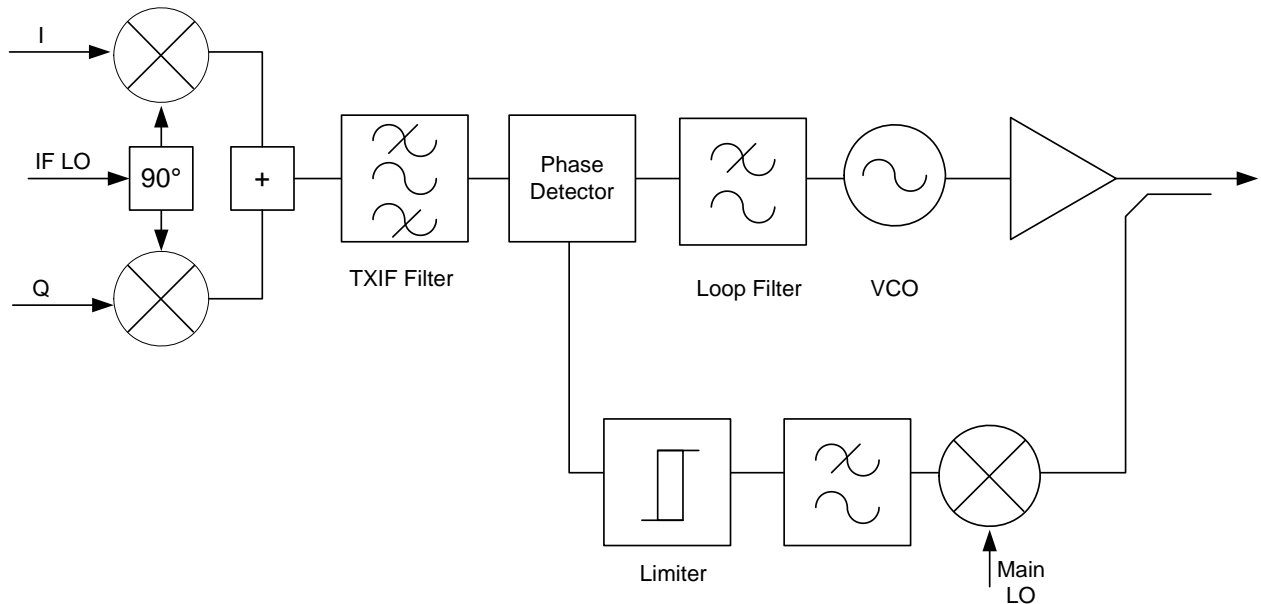 I
IF LO
90°
+
Q
TXIF Filter
Phase
Detector
Loop Filter
VCO
Limiter
Main
LO